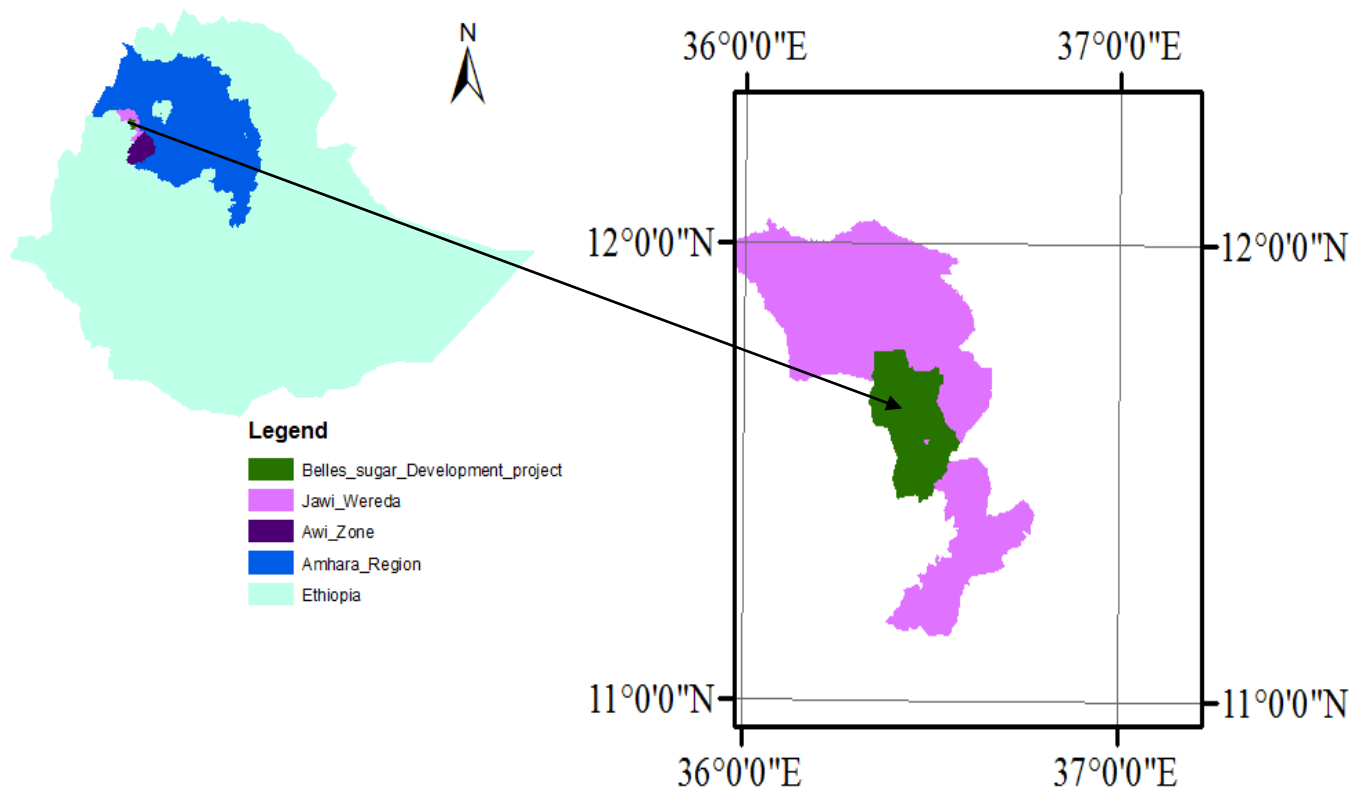 N
36°0'0"E 37°0'0"E
12°0'0"N 12°0'0"N
Legend
Belles_sugar_Development_project
Jawi_Wereda
Awi_Zone
Amhara_Region
Ethiopia
11°0'0"N 11°0'0"N
36°0'0"E 37°0'0"E